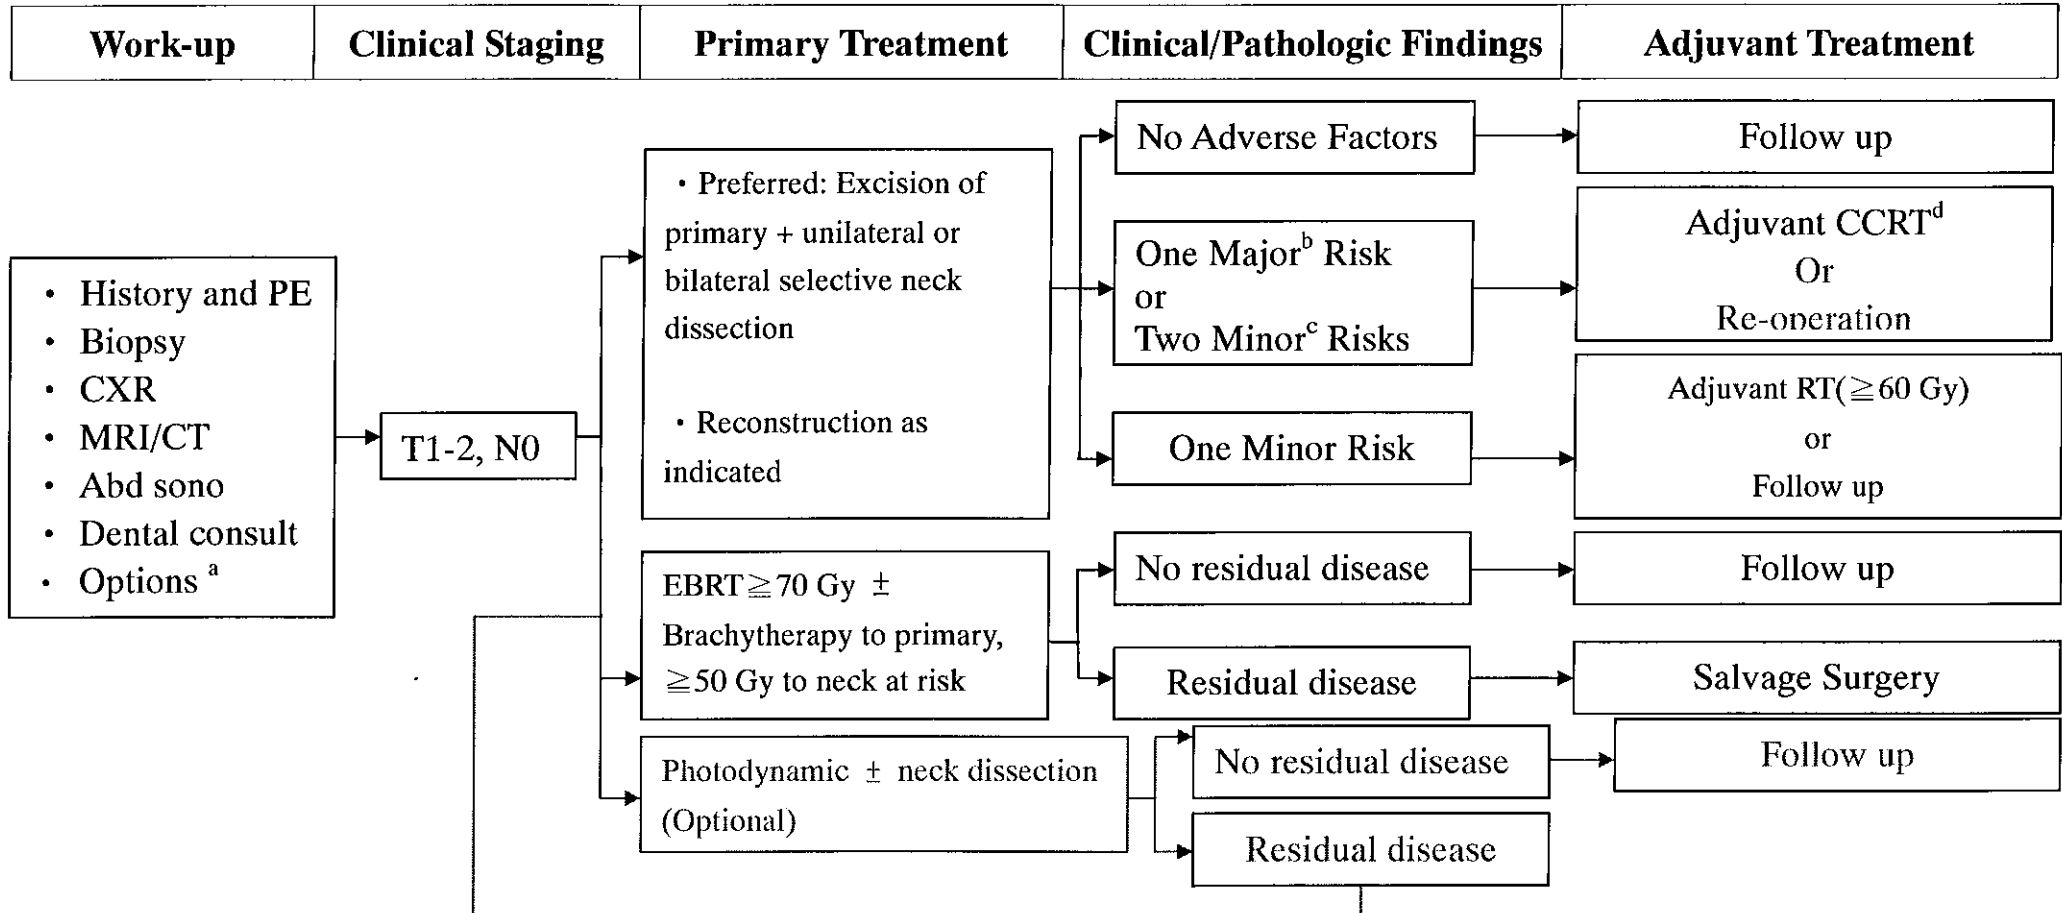 Work-up
Clinical Staging
Primary Treatment
Clinical/Pathologic Findings
Adjuvant Treatment
• History and PE
• Biopsy
• CXR
• MRI/CT
• Abd sono
• Dental consult
• Options a
T1-2, N0
• Preferred: Excision of
primary + unilateral or
bilateral selective neck
dissection
• Reconstruction as
indicated
No Adverse Factors
Follow up
One Major b Risk
or
Two Minor c Risks
Adjuvant CCRT d
Or
Re-oneration
One Minor Risk
Adjuvant RT(≧60 Gy)
or
Follow up
EBRT≧70 Gy ±
Brachytherapy to primary,
≧50 Gy to neck at risk
No residual disease
Follow up
Residual disease
Salvage Surgery
Photodynamic ± neck dissection
(Optional)
No residual disease
Follow up
Residual disease